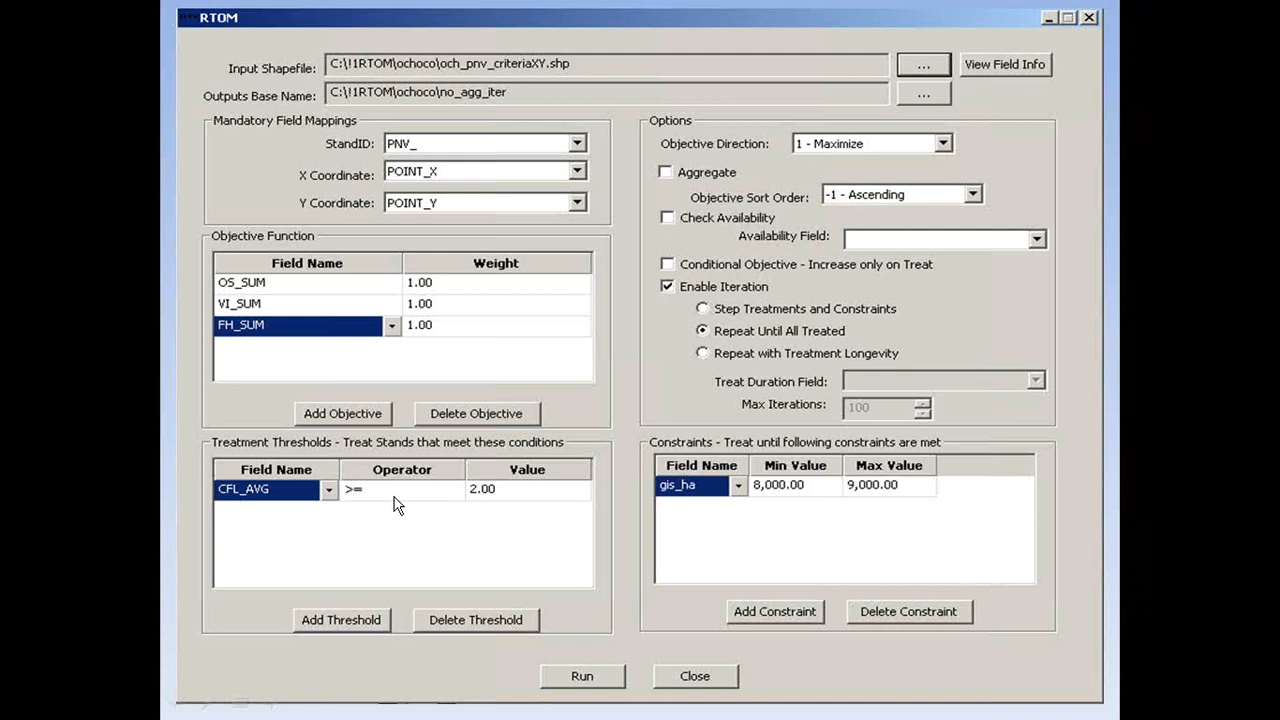 RTOM
Input Shapefile: C:\!1RTOM\ochoco\och_pnv_criteriaXY.shp ... View Field Info
Outputs Base Name: C:\!1RTOM\ochoco\no_agg_iter ...
Mandatory Field Mappings
StandID: PNV_
X Coordinate: POINT_X
Y Coordinate: POINT_Y
Objective Function
Field Name Weight
OS_SUM 1.00
VI_SUM 1.00
FH_SUM 1.00
Add Objective Delete Objective
Treatment Thresholds - Treat Stands that meet these conditions
Field Name Operator Value
CFL_AVG >= 2.00
Add Threshold Delete Threshold
Options
Objective Direction: 1 - Maximize
Aggregate
Objective Sort Order: -1 - Ascending
Check Availability
Availability Field:
Conditional Objective - Increase only on Treat
Enable Iteration
Step Treatments and Constraints
Repeat Until All Treated
Repeat with Treatment Longevity
Treat Duration Field:
Max Iterations: 100
Constraints - Treat until following constraints are met
Field Name Min Value Max Value
gis_ha 8,000.00 9,000.00
Add Constraint Delete Constraint
Run Close